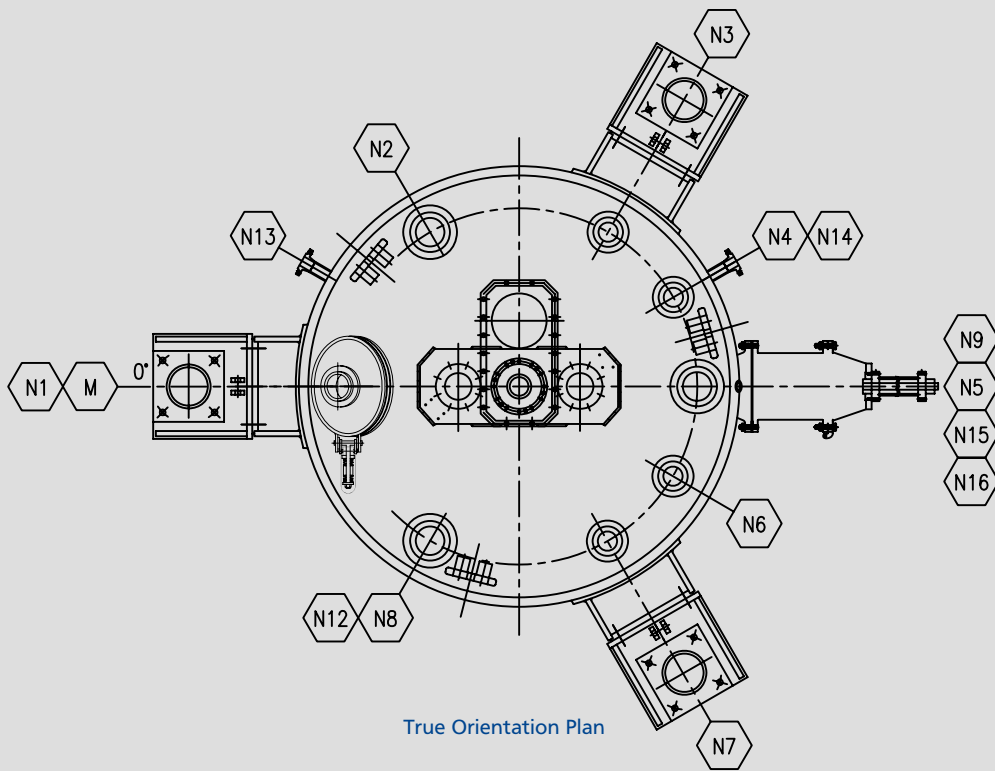 N3
N2
N13
N4 N14
N1 M 0°
N9
N5
N15
N16
N6
N12 N8
True Orientation Plan
N7